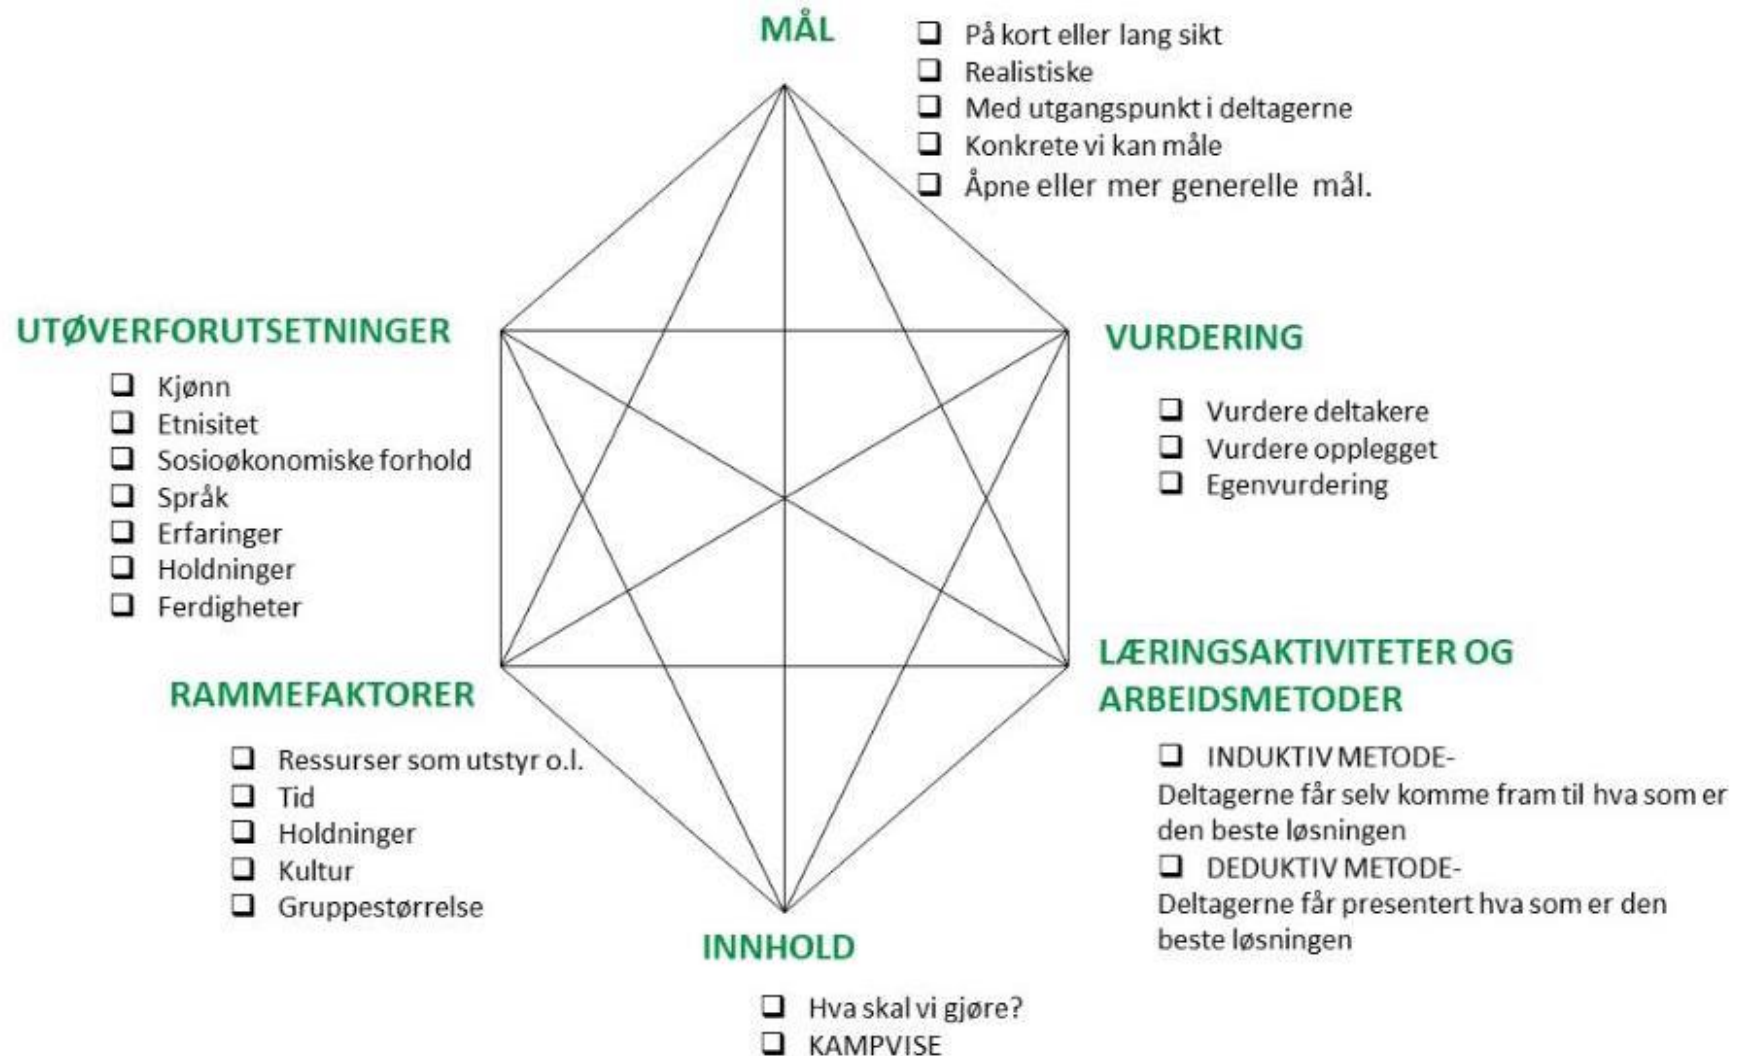 MÅL
❑ På kort eller lang sikt
❑ Realistiske
❑ Med utgangspunkt i deltagerne
❑ Konkrete vi kan måle
❑ Åpne eller mer generelle mål.
UTØVERFORUTSETNINGER
❑ Kjønn
❑ Etnisitet
❑ Sosioøkonomiske forhold
❑ Språk
❑ Erfaringer
❑ Holdninger
❑ Ferdigheter
VURDERING
❑ Vurdere deltakere
❑ Vurdere opplegget
❑ Egenvurdering
RAMMEFAKTORER
❑ Ressurser som utstyr o.l.
❑ Tid
❑ Holdninger
❑ Kultur
❑ Gruppestørrelse
LÆRINGSAKTIVITETER OG
ARBEIDSMETODER
❑ INDUKTIV METODE-
Deltagerne får selv komme fram til hva som er
den beste løsningen
❑ DEDUKTIV METODE-
Deltagerne får presentert hva som er den
beste løsningen
INNHOLD
❑ Hva skal vi gjøre?
❑ KAMPVISE